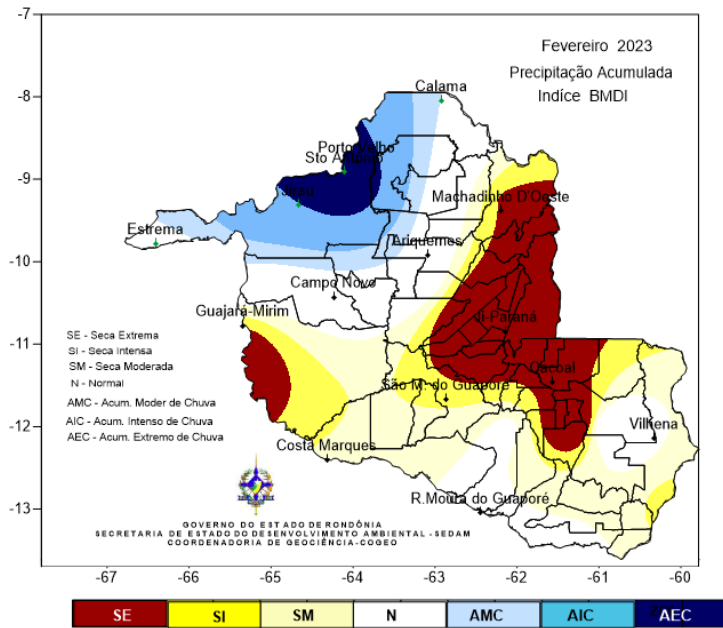 Fevereiro 2023
Precipitação Acumulada
Indíce BMDI
-7
-8
-9
-10
-11
-12
-13
Calama
Porto Velho
Sto Antônio
Jirau
Machadinho D'Oeste
Estrema
Ariquemes
Campo Novo
Guajará-Mirim
Ji-Paraná
SE - Seca Extrema
SI - Seca Intensa
SM - Seca Moderada
N - Normal
AMC - Acum. Moder de Chuva
AIC - Acum. Intenso de Chuva
AEC - Acum. Extremo de Chuva
Cacoal
São M. do Guaporé
Vilhena
Costa Marques
R.Moura do Guaporé
GOVERNO DO ESTADO DE RONDÔNIA
SECRETARIA DE ESTADO DO DESENVOLVIMENTO AMBIENTAL - SEDAM
COORDENADORIA DE GEOCIÊNCIA-COGEO
-67 -66 -65 -64 -63 -62 -61 -60
SE SI SM N AMC AIC AEC